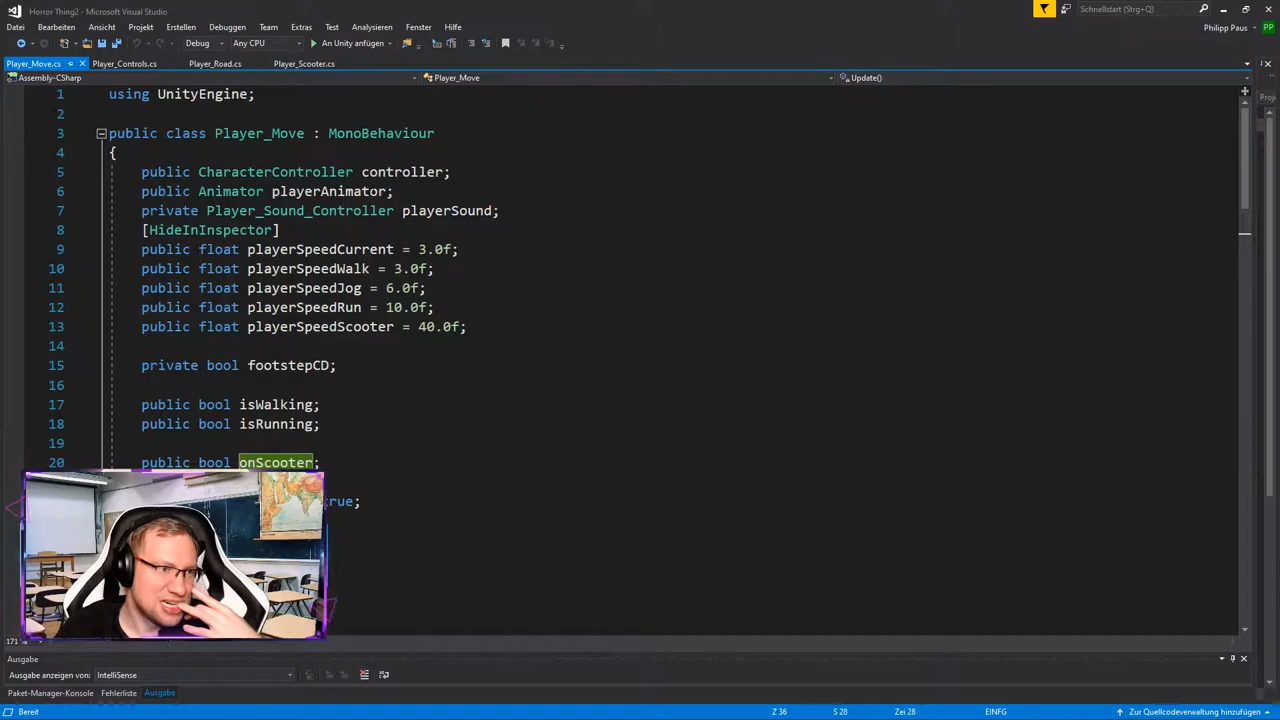 Horror Thing2 - Microsoft Visual Studio
Schnellstart (Strg+Q)
Datei Bearbeiten Ansicht Projekt Erstellen Debuggen Team Extras Test Analysieren Fenster Hilfe
Philipp Paus PP
Debug Any CPU An Unity anfügen
Player_Move.cs Player_Controls.cs Player_Road.cs Player_Scooter.cs
Assembly-CSharp Player_Move Update()
Proj
1 using UnityEngine;
2
3 public class Player_Move : MonoBehaviour
4 {
5 public CharacterController controller;
6 public Animator playerAnimator;
7 private Player_Sound_Controller playerSound;
8 [HideInInspector]
9 public float playerSpeedCurrent = 3.0f;
10 public float playerSpeedWalk = 3.0f;
11 public float playerSpeedJog = 6.0f;
12 public float playerSpeedRun = 10.0f;
13 public float playerSpeedScooter = 40.0f;
14
15 private bool footstepCD;
16
17 public bool isWalking;
18 public bool isRunning;
19
20 public bool onScooter;
true;
171 %
Ausgabe
Ausgabe anzeigen von: IntelliSense
Paket-Manager-Konsole Fehlerliste Ausgabe
Bereit Z 36 S 28 Zei 28 EINFG Zur Quellcodeverwaltung hinzufügen